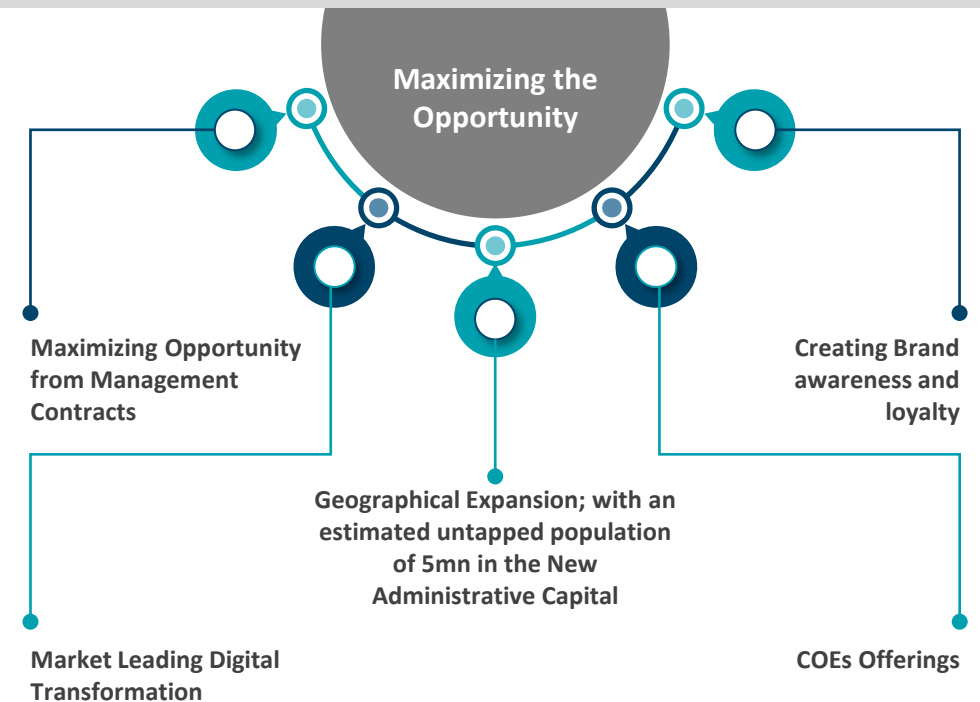 Maximizing the
Opportunity
Maximizing Opportunity
from Management
Contracts
Creating Brand
awareness and
loyalty
Geographical Expansion; with an
estimated untapped population
of 5mn in the New
Administrative Capital
Market Leading Digital
Transformation
COEs Offerings